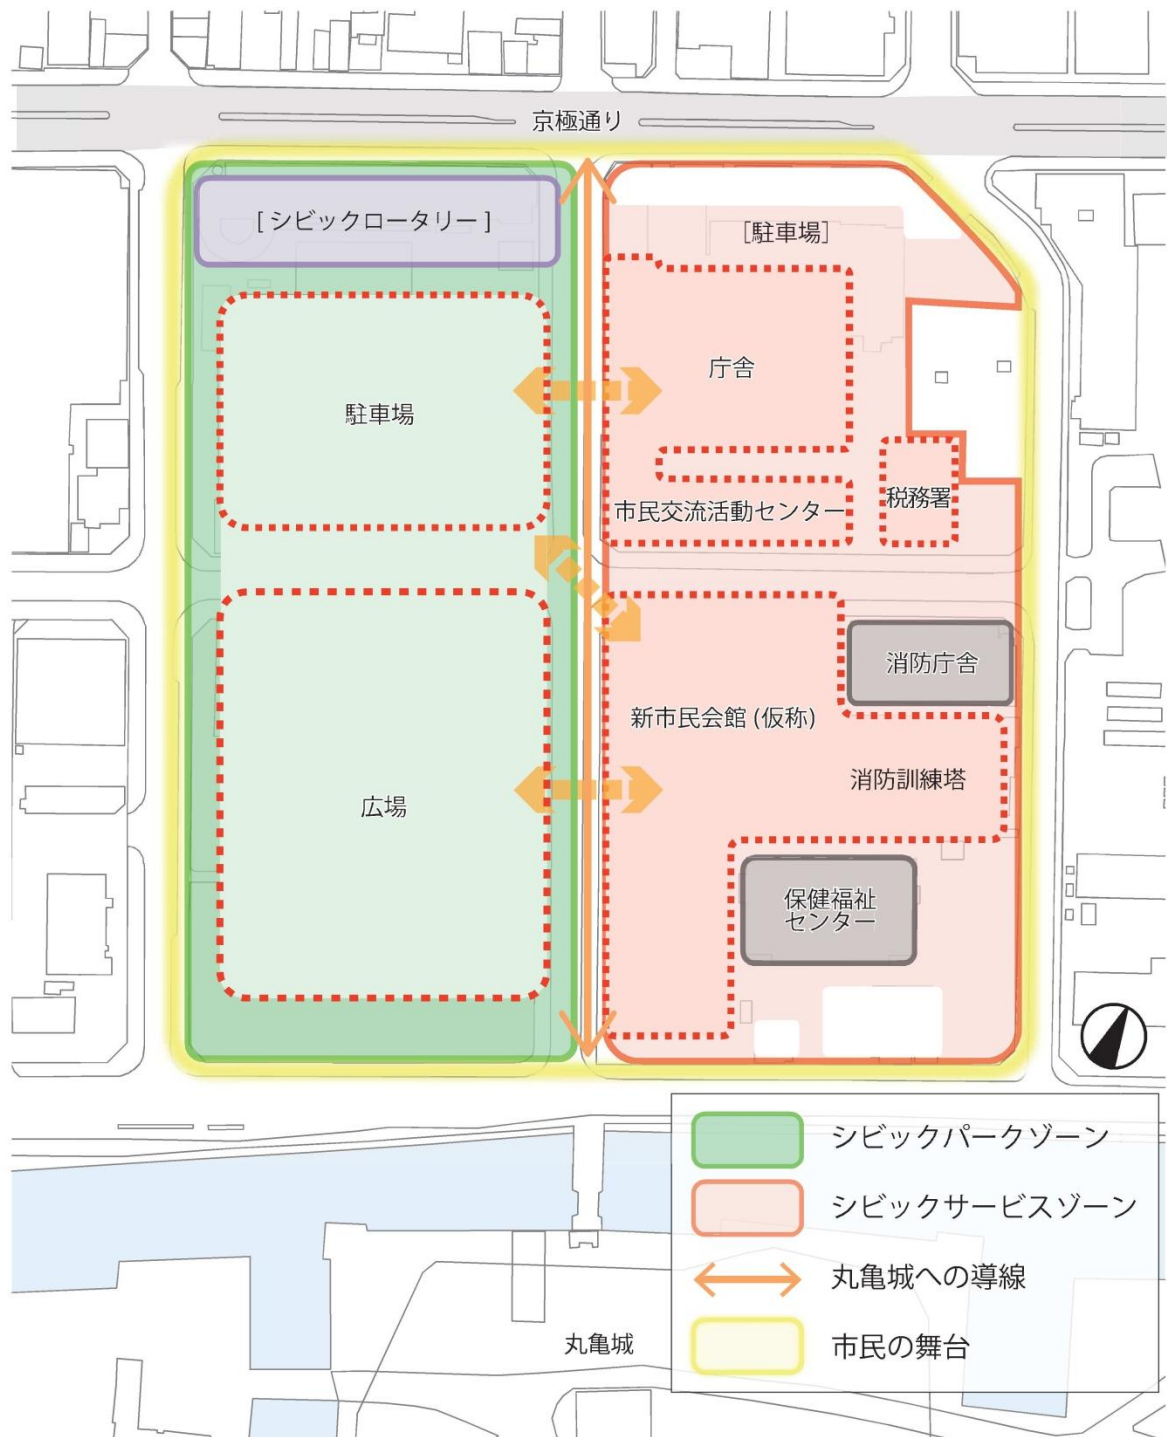 京極通り
[ シビックロータリー ]
[駐車場]
庁舎
駐車場
税務署
市民交流活動センター
消防庁舎
新市民会館 (仮称)
消防訓練塔
広場
保健福祉
センター
シビックパークゾーン
シビックサービスゾーン
丸亀城への導線
丸亀城
市民の舞台